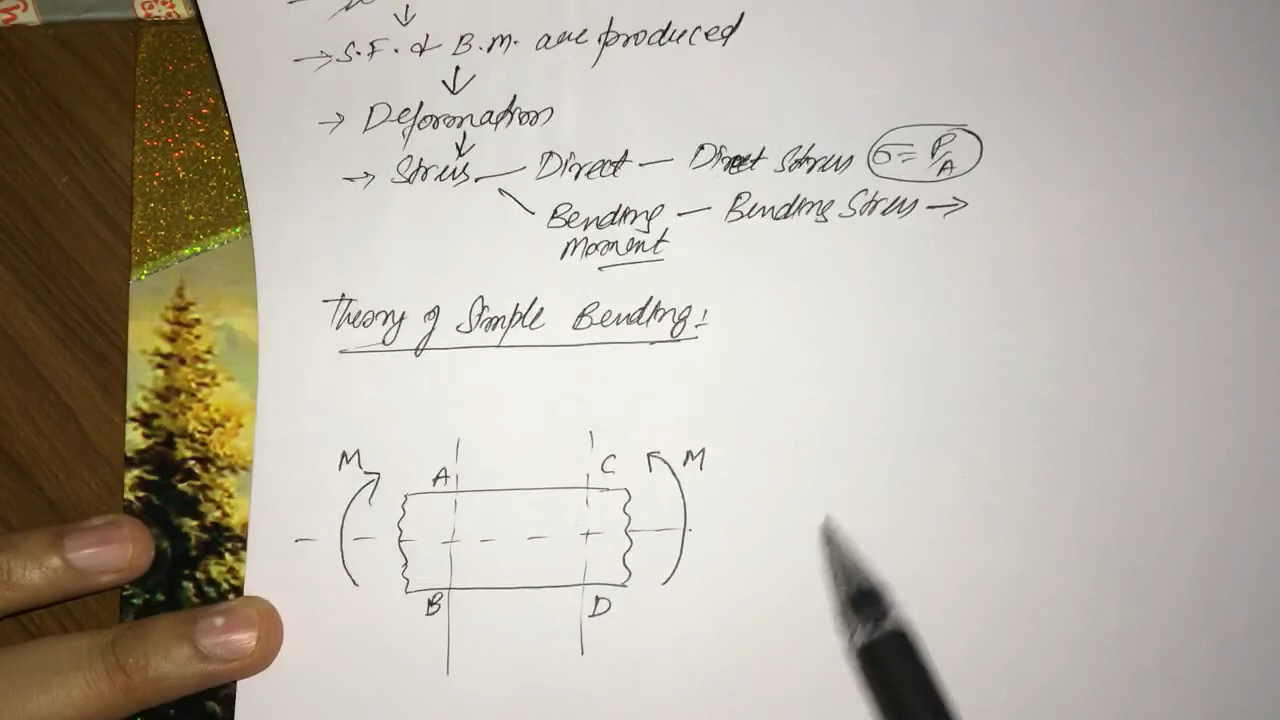 → S.F. & B.M. are produced
→ Deformation
→ Stress — Direct — Direct Stress σ = P/A
Bending Moment — Bending Stress →
Theory of Simple Bending:
M A C M
B D